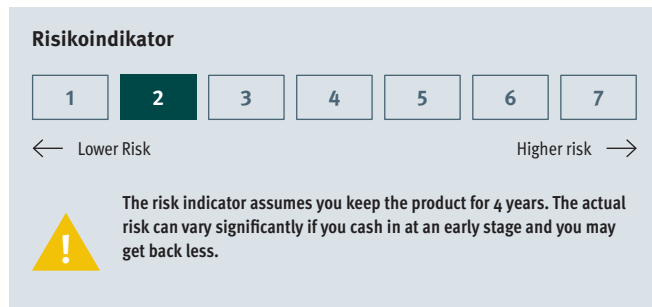 Risikoindikator
1 2 3 4 5 6 7
← Lower Risk Higher risk →
!
The risk indicator assumes you keep the product for 4 years. The actual
risk can vary significantly if you cash in at an early stage and you may
get back less.